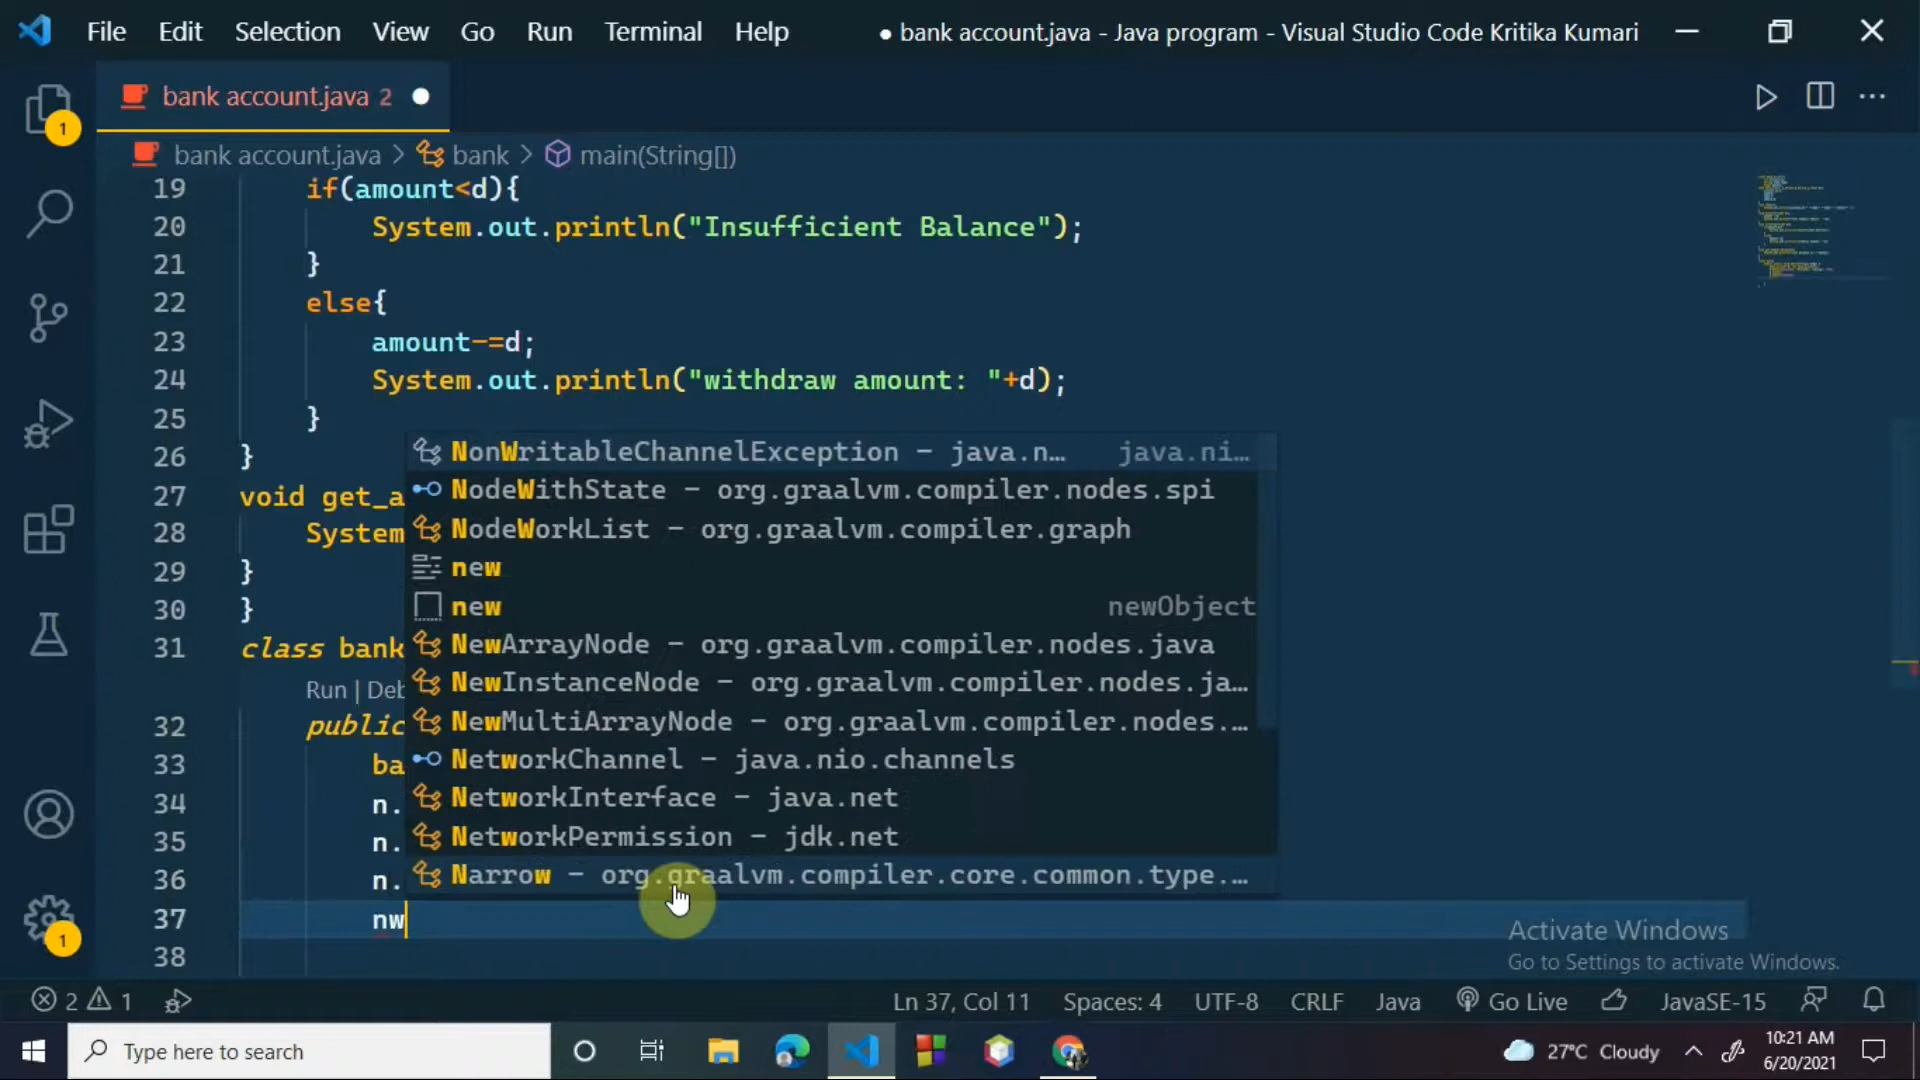 File Edit Selection View Go Run Terminal Help ● bank account.java - Java program - Visual Studio Code Kritika Kumari
bank account.java 2 ●
bank account.java > bank > main(String[])
19 if(amount<d){
20 System.out.println("Insufficient Balance");
21 }
22 else{
23 amount-=d;
24 System.out.println("withdraw amount: "+d);
25 }
26 }
27 void get_a
28 System
29 }
30 }
31 class bank
Run | Deb
32 public
33 ba
34 n.
35 n.
36 n.
37 nw
38
NonWritableChannelException - java.n… java.ni…
NodeWithState - org.graalvm.compiler.nodes.spi
NodeWorkList - org.graalvm.compiler.graph
new
new newObject
NewArrayNode - org.graalvm.compiler.nodes.java
NewInstanceNode - org.graalvm.compiler.nodes.ja…
NewMultiArrayNode - org.graalvm.compiler.nodes.…
NetworkChannel - java.nio.channels
NetworkInterface - java.net
NetworkPermission - jdk.net
Narrow - org.graalvm.compiler.core.common.type.…
1
1
Activate Windows
Go to Settings to activate Windows.
2 1 Ln 37, Col 11 Spaces: 4 UTF-8 CRLF Java Go Live JavaSE-15
Type here to search 27°C Cloudy 10:21 AM
6/20/2021